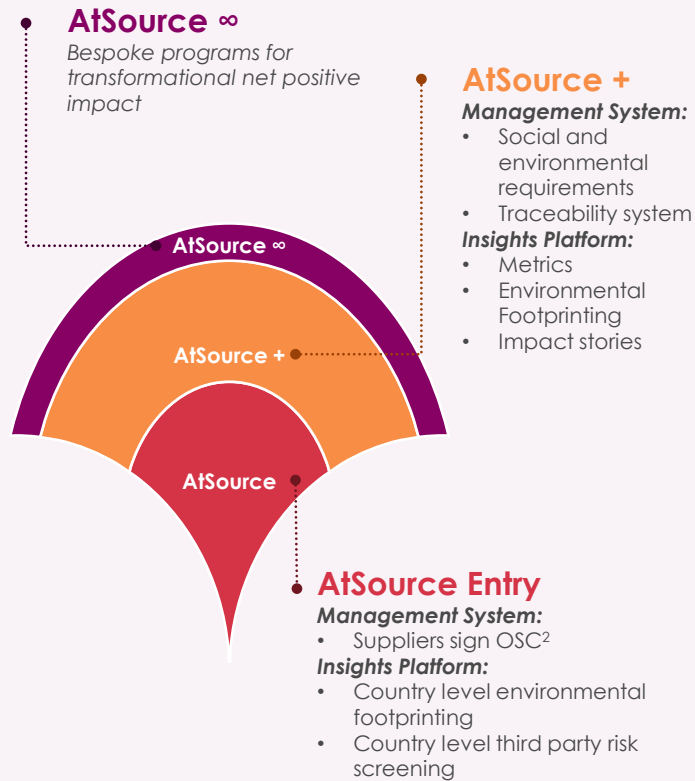 AtSource ∞
Bespoke programs for
transformational net positive
impact
AtSource +
Management System:
• Social and
environmental
requirements
• Traceability system
Insights Platform:
• Metrics
• Environmental
Footprinting
• Impact stories
AtSource ∞
AtSource +
AtSource
AtSource Entry
Management System:
• Suppliers sign OSC²
Insights Platform:
• Country level environmental
footprinting
• Country level third party risk
screening